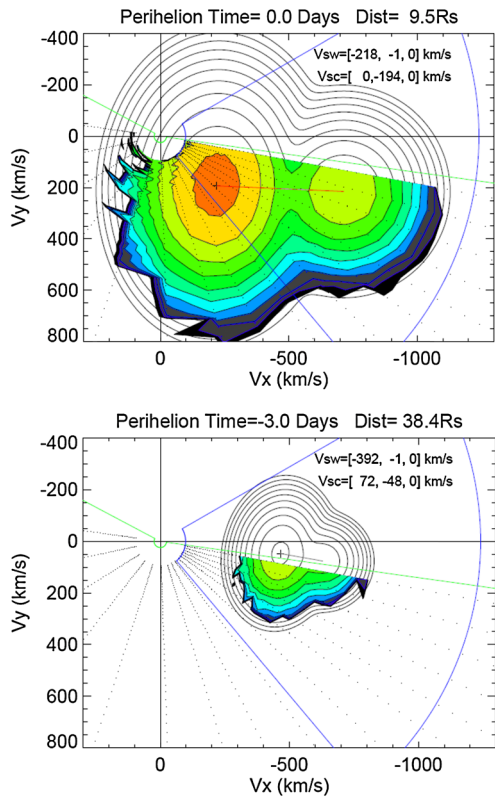 Perihelion Time= 0.0 Days Dist= 9.5Rs
-400
Vsw=[-218, -1, 0] km/s
-200
Vsc=[ 0,-194, 0] km/s
0
200
400
600
800
Vy (km/s)
0 -500 -1000
Vx (km/s)
Perihelion Time=-3.0 Days Dist= 38.4Rs
-400
Vsw=[-392, -1, 0] km/s
-200
Vsc=[ 72, -48, 0] km/s
0
200
400
600
800
Vy (km/s)
0 -500 -1000
Vx (km/s)